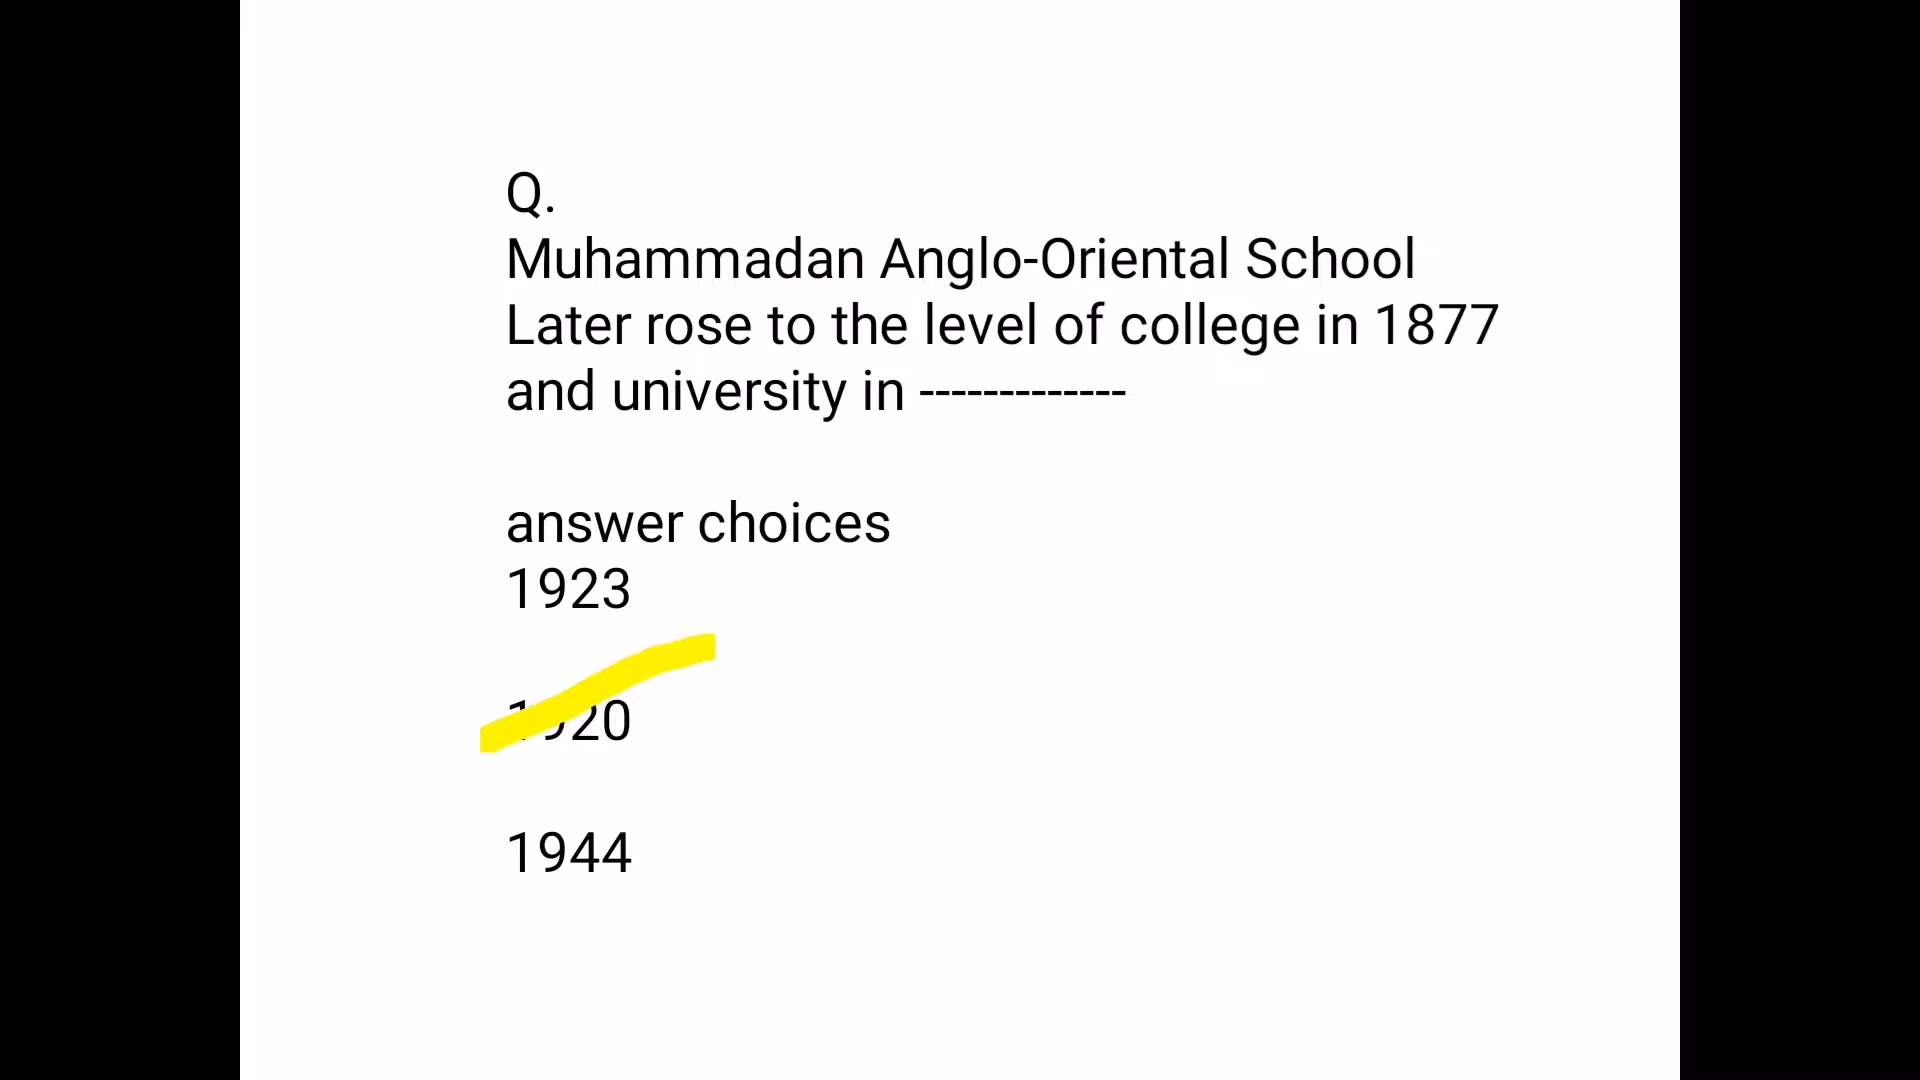 Q.
Muhammadan Anglo-Oriental School
Later rose to the level of college in 1877
and university in -------------
answer choices
1923
1920
1944